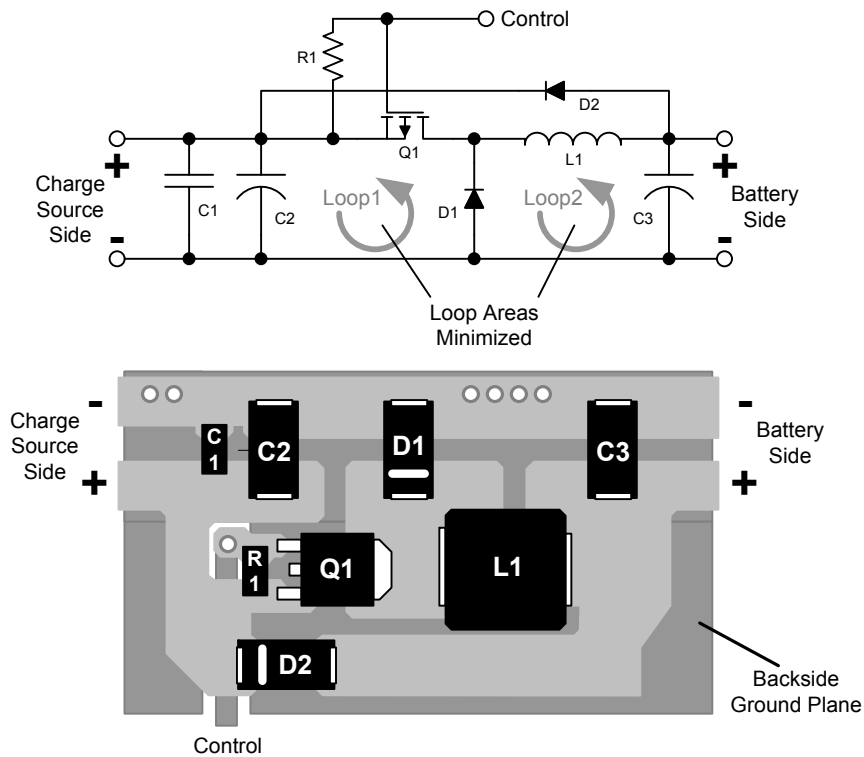 Control
R1
D2
Q1
L1
+
+
Charge
Source
Side
C1
C2
Loop1
D1
Loop2
C3
Battery
Side
-
-
Loop Areas
Minimized
-
-
Charge
Source
Side
C
1
C2
D1
C3
Battery
Side
+
+
R
1
Q1
L1
D2
Backside
Ground Plane
Control